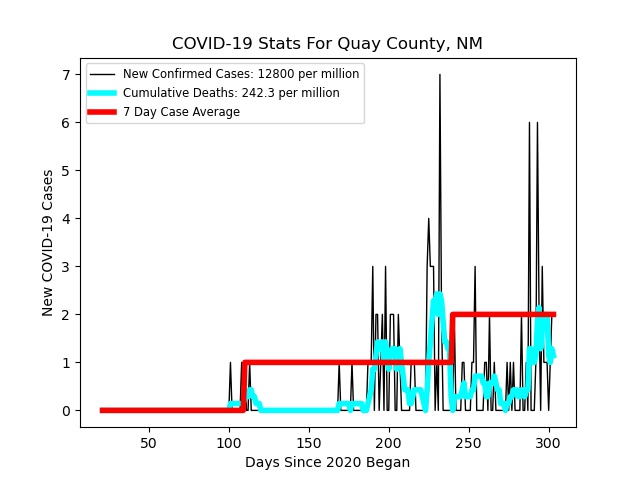 COVID-19 Stats For Quay County, NM
New Confirmed Cases: 12800 per million
Cumulative Deaths: 242.3 per million
7 Day Case Average
New COVID-19 Cases
7
6
5
4
3
2
1
0
50 100 150 200 250 300
Days Since 2020 Began